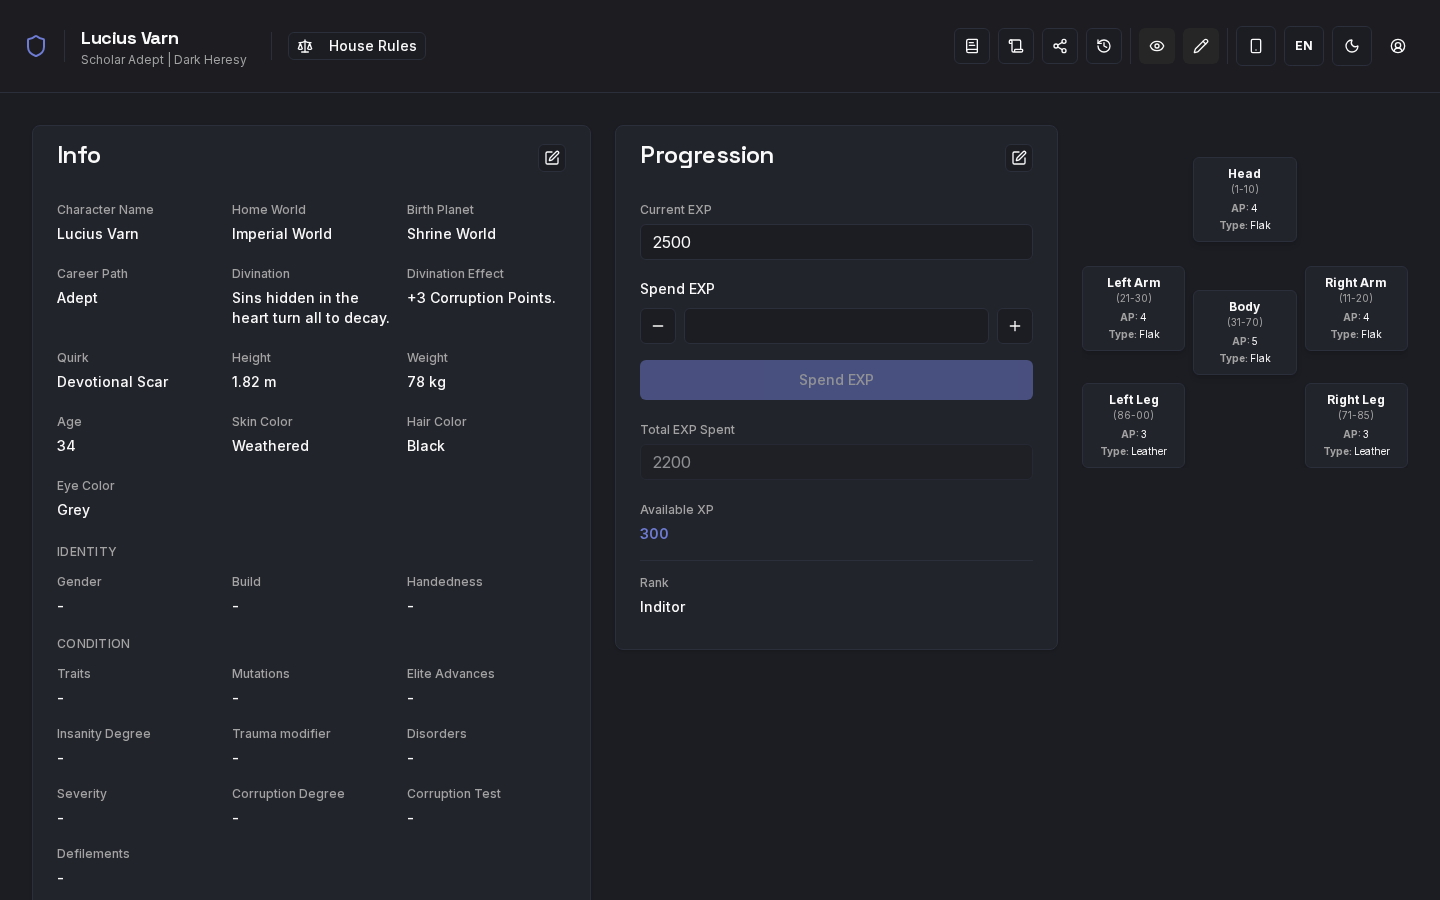 Lucius Varn
Scholar Adept | Dark Heresy
House Rules
EN
Info
Character Name
Lucius Varn
Home World
Imperial World
Birth Planet
Shrine World
Career Path
Adept
Divination
Sins hidden in the
heart turn all to decay.
Divination Effect
+3 Corruption Points.
Quirk
Devotional Scar
Height
1.82 m
Weight
78 kg
Age
34
Skin Color
Weathered
Hair Color
Black
Eye Color
Grey
IDENTITY
Gender
-
Build
-
Handedness
-
CONDITION
Traits
-
Mutations
-
Elite Advances
-
Insanity Degree
-
Trauma modifier
-
Disorders
-
Severity
-
Corruption Degree
-
Corruption Test
-
Defilements
-
Progression
Current EXP
2500
Spend EXP
Spend EXP
Total EXP Spent
2200
Available XP
300
Rank
Inditor
Head
(1-10)
AP: 4
Type: Flak
Left Arm
(21-30)
AP: 4
Type: Flak
Body
(31-70)
AP: 5
Type: Flak
Right Arm
(11-20)
AP: 4
Type: Flak
Left Leg
(86-00)
AP: 3
Type: Leather
Right Leg
(71-85)
AP: 3
Type: Leather